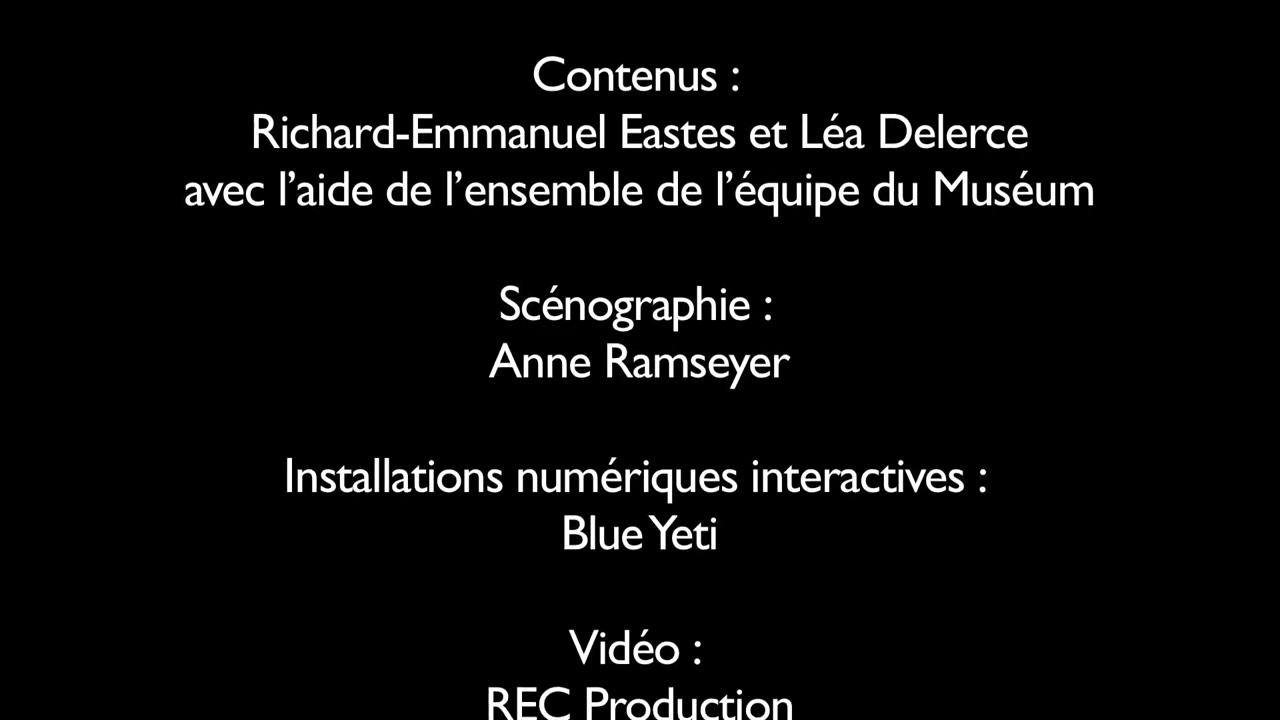 Contenus :
Richard-Emmanuel Eastes et Léa Delerce
avec l’aide de l’ensemble de l’équipe du Muséum
Scénographie :
Anne Ramseyer
Installations numériques interactives :
Blue Yeti
Vidéo :
REC Production